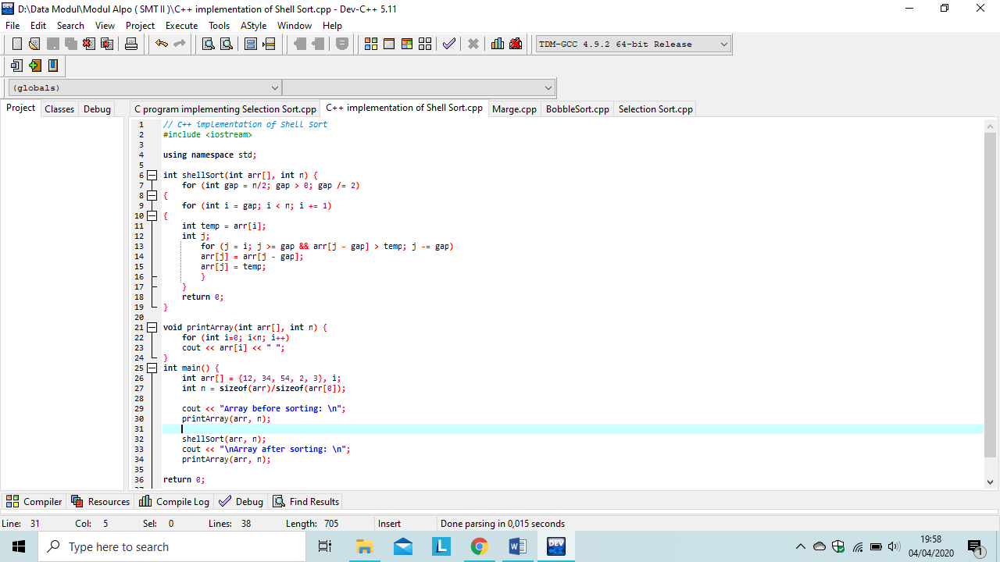 D:\Data Modul\Modul Alpo ( SMT II )\C++ implementation of Shell Sort.cpp - Dev-C++ 5.11
File Edit Search View Project Execute Tools AStyle Window Help
TDM-GCC 4.9.2 64-bit Release
(globals)
Project Classes Debug C program implementing Selection Sort.cpp C++ implementation of Shell Sort.cpp Marge.cpp BobbleSort.cpp Selection Sort.cpp
1 // C++ implementation of Shell Sort
2 #include <iostream>
3
4 using namespace std;
5
6 int shellSort(int arr[], int n) {
7 for (int gap = n/2; gap > 0; gap /= 2)
8 {
9 for (int i = gap; i < n; i += 1)
10 {
11 int temp = arr[i];
12 int j;
13 for (j = i; j >= gap && arr[j - gap] > temp; j -= gap)
14 arr[j] = arr[j - gap];
15 arr[j] = temp;
16 }
17 }
18 return 0;
19 }
20
21 void printArray(int arr[], int n) {
22 for (int i=0; i<n; i++)
23 cout << arr[i] << " ";
24 }
25 int main() {
26 int arr[] = {12, 34, 54, 2, 3}, i;
27 int n = sizeof(arr)/sizeof(arr[0]);
28
29 cout << "Array before sorting: \n";
30 printArray(arr, n);
31
32 shellSort(arr, n);
33 cout << "\nArray after sorting: \n";
34 printArray(arr, n);
35
36 return 0;
Compiler Resources Compile Log Debug Find Results
Line: 31 Col: 5 Sel: 0 Lines: 38 Length: 705 Insert Done parsing in 0,015 seconds
Type here to search
19:58
04/04/2020
1